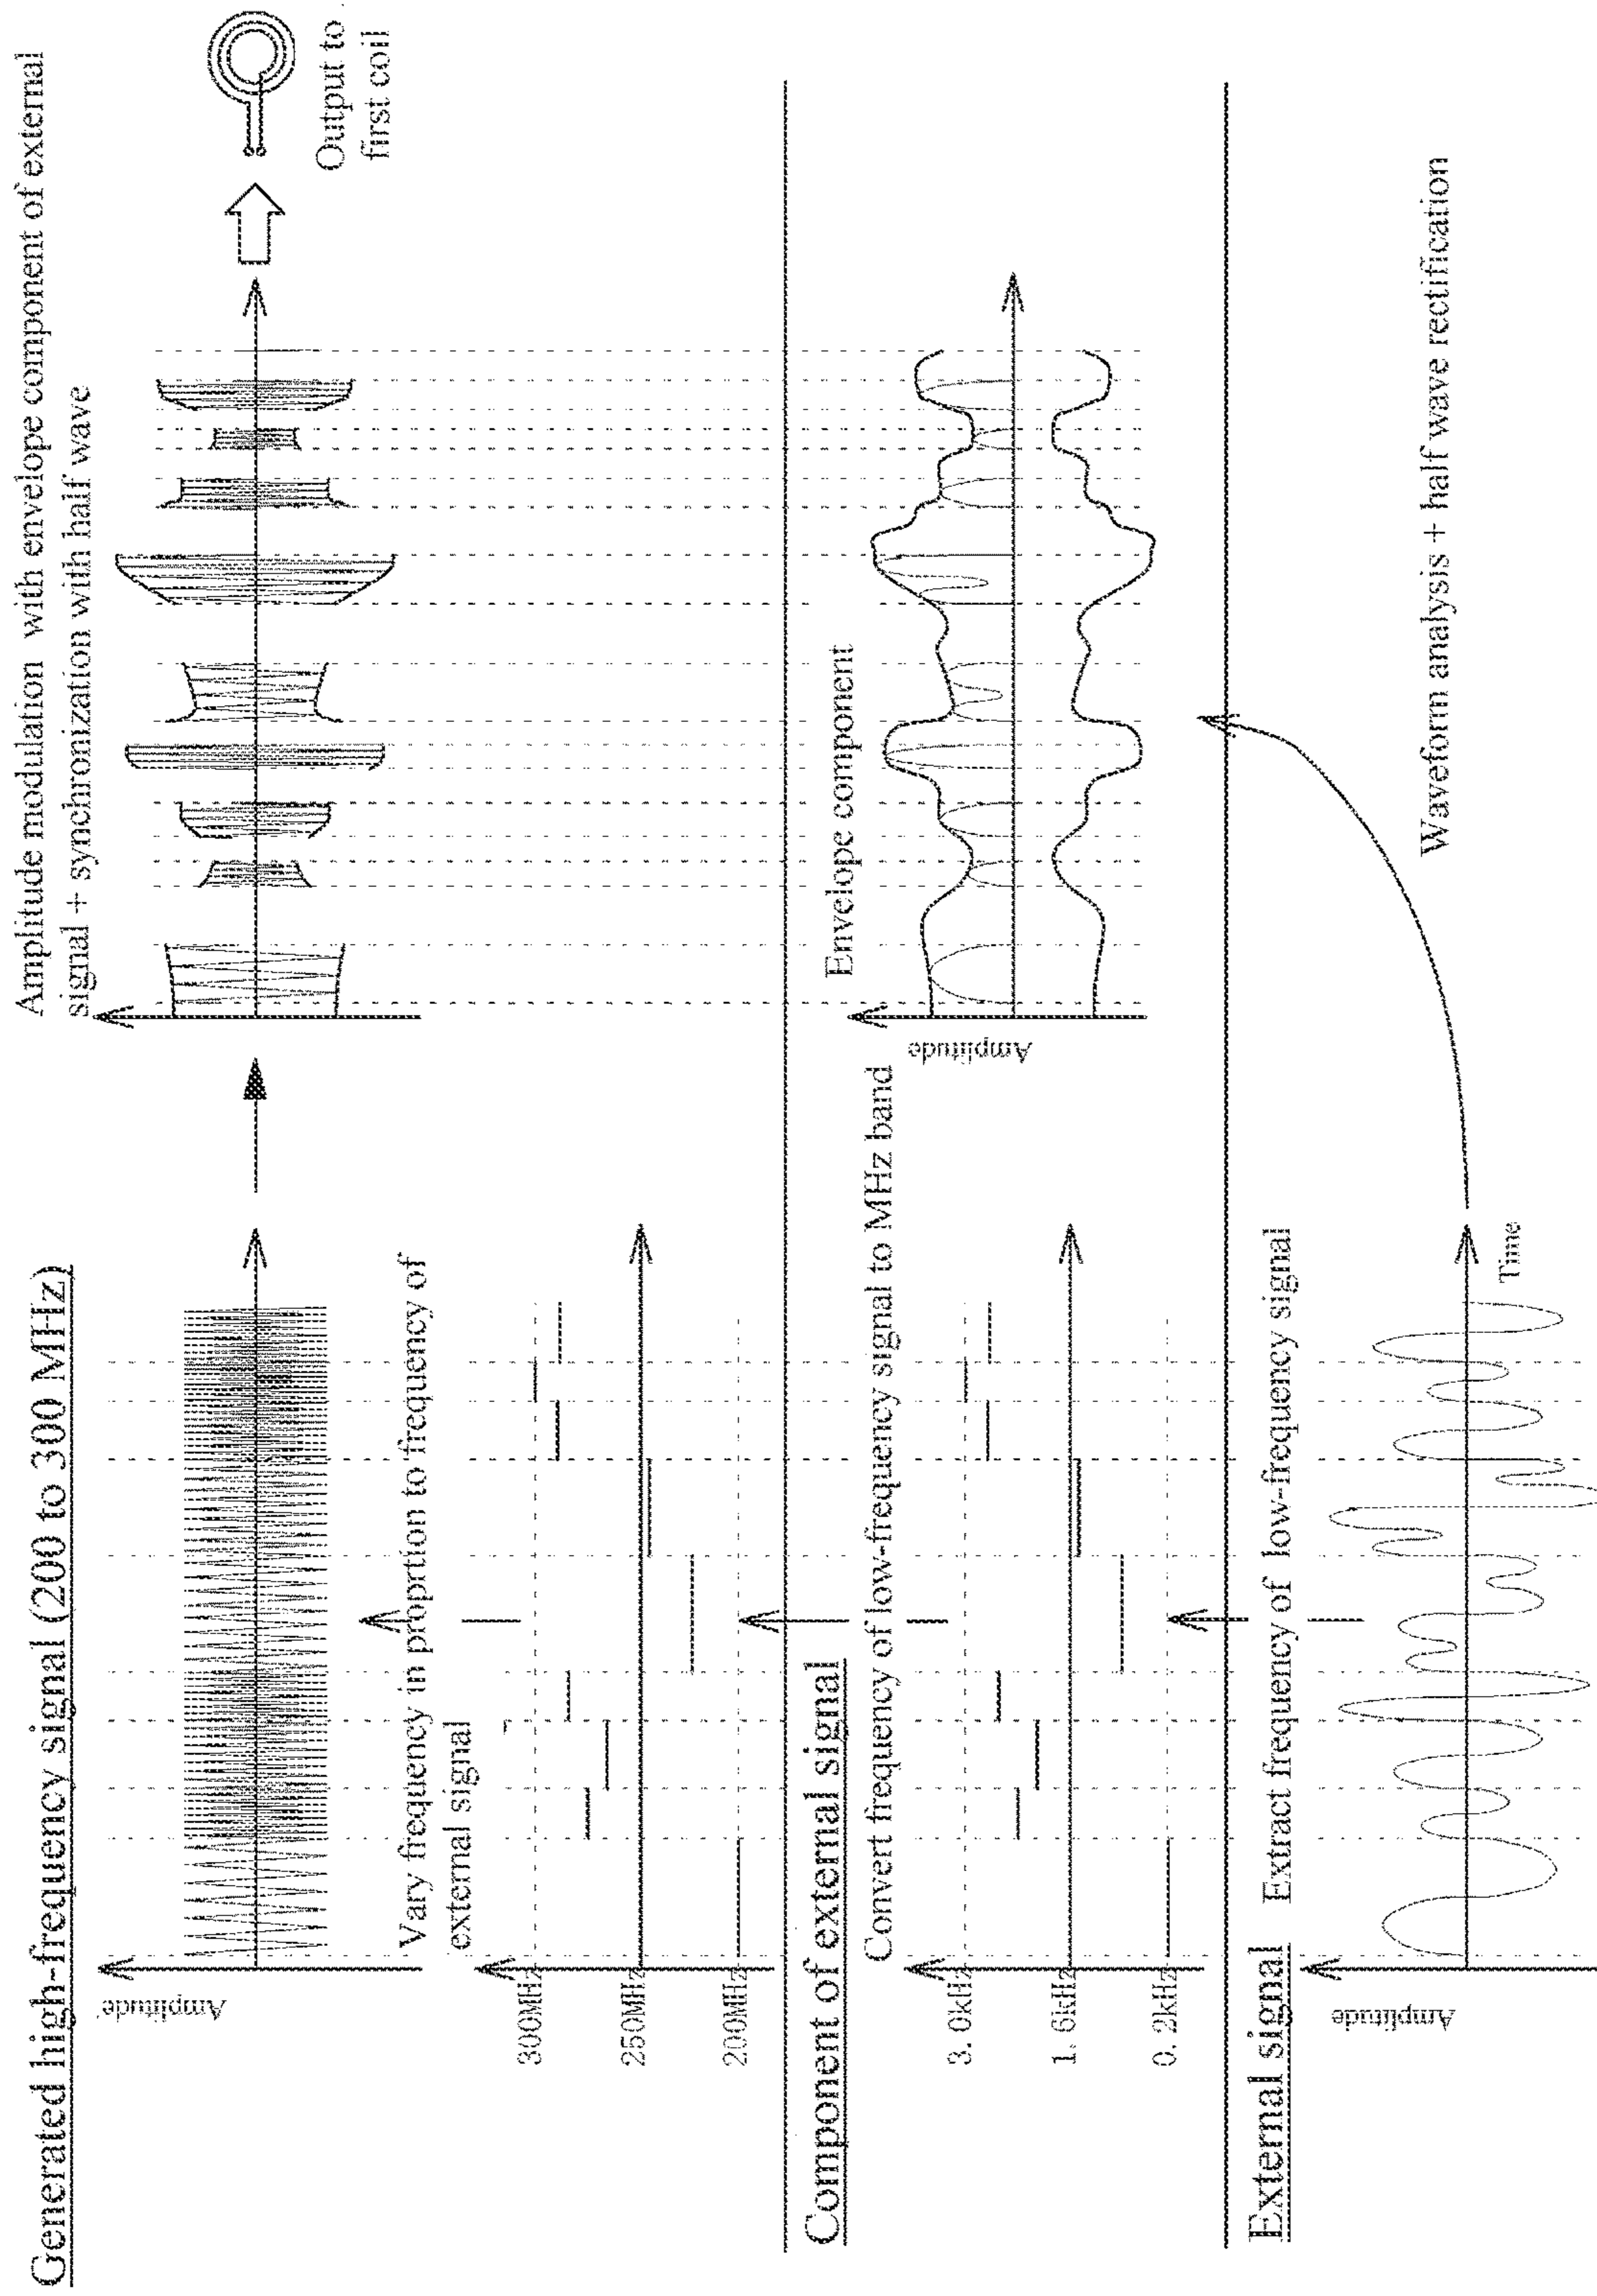 Generated high-frequency signal (200 to 300 MHz)
Amplitude modulation with envelope component of external
signal + synchronization with half wave
Amplitude
Output to
first coil
Vary frequency in proportion to frequency of
external signal
300MHz
250MHz
200MHz
Component of external signal
Convert frequency of low-frequency signal to MHz band
Envelope component
Amplitude
3.0kHz
1.6kHz
0.2kHz
External signal
Extract frequency of low-frequency signal
Amplitude
Time
Waveform analysis + half wave rectification